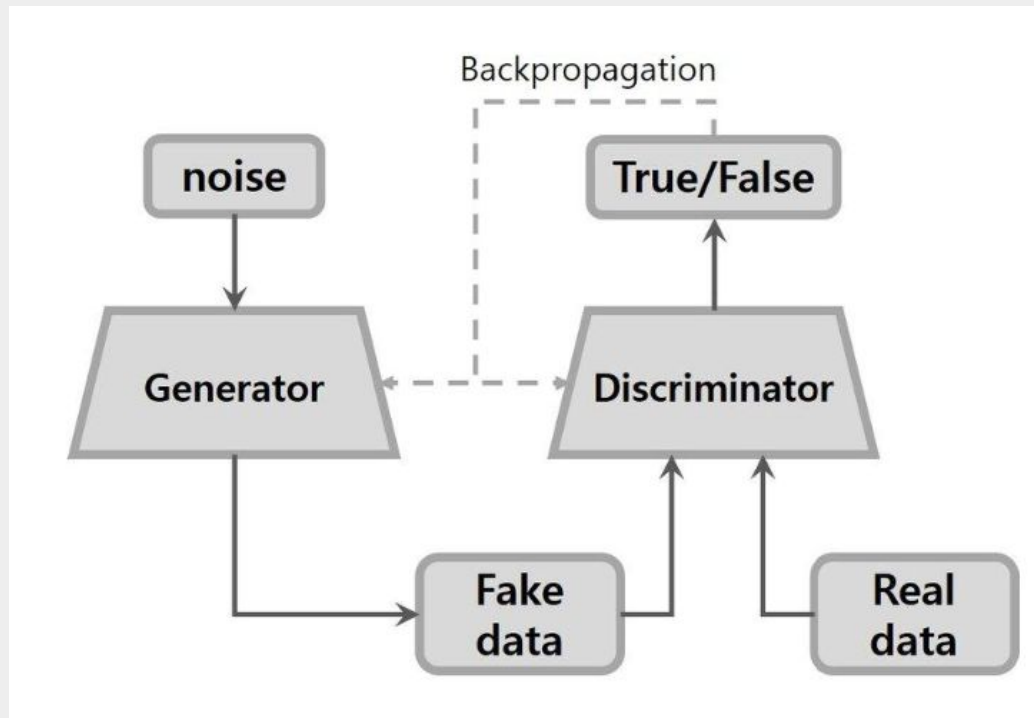 Backpropagation
noise
True/False
Generator
Discriminator
Fake
data
Real
data